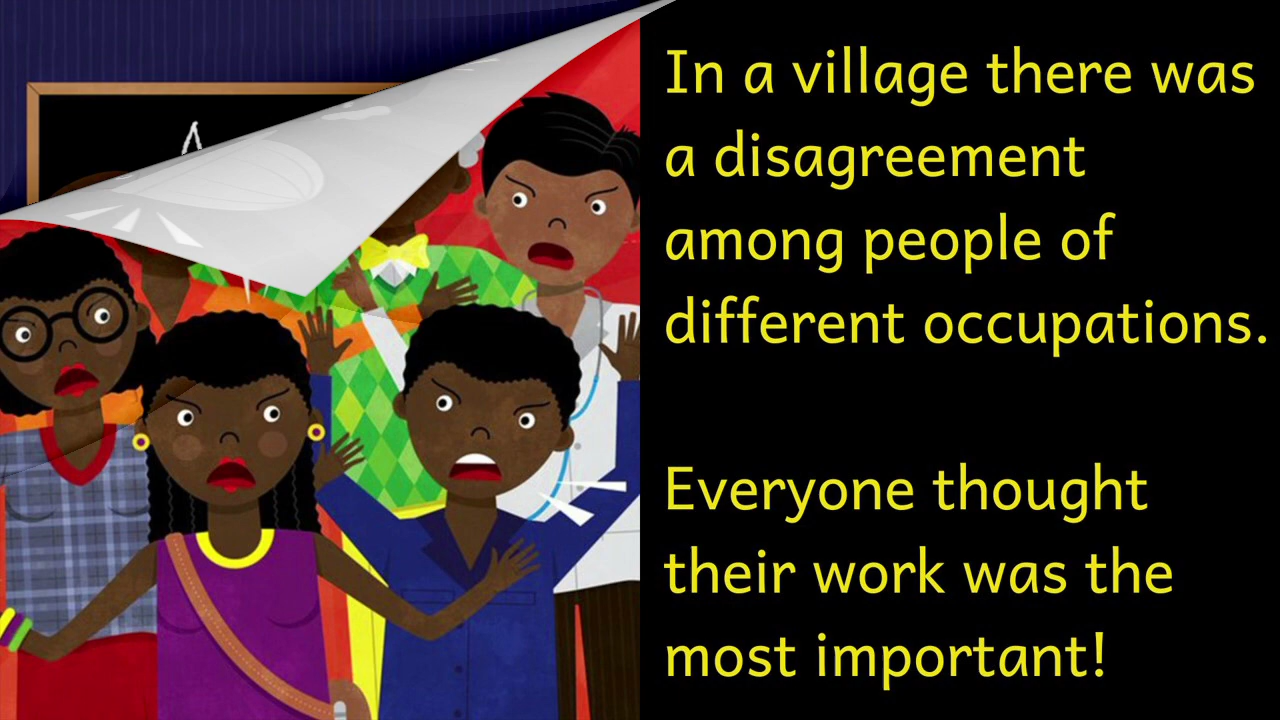 In a village there was
a disagreement
among people of
different occupations.
Everyone thought
their work was the
most important!